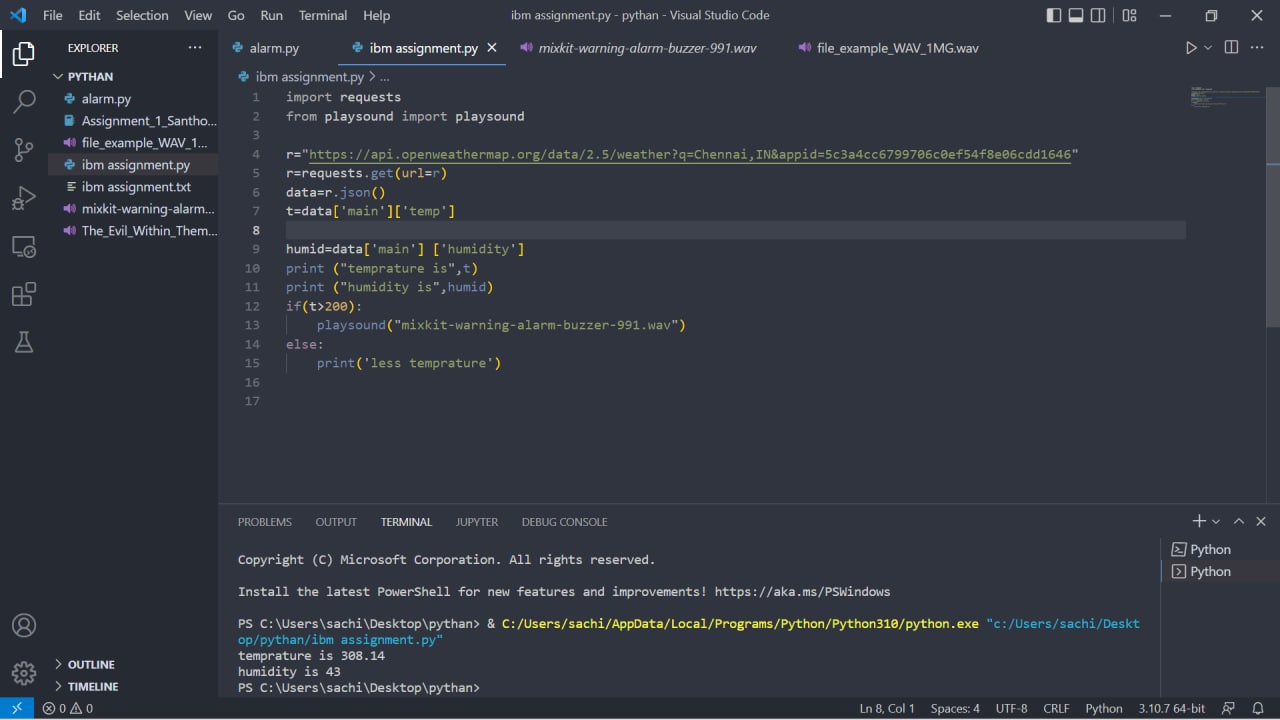 File Edit Selection View Go Run Terminal Help ibm assignment.py - pythan - Visual Studio Code
EXPLORER ...
alarm.py ibm assignment.py mixkit-warning-alarm-buzzer-991.wav file_example_WAV_1MG.wav
PYTHAN
alarm.py
Assignment_1_Santho...
file_example_WAV_1...
ibm assignment.py
ibm assignment.txt
mixkit-warning-alarm...
The_Evil_Within_Them...
OUTLINE
TIMELINE
ibm assignment.py > ...
1 import requests
2 from playsound import playsound
3
4 r="https://api.openweathermap.org/data/2.5/weather?q=Chennai,IN&appid=5c3a4cc6799706c0ef54f8e06cdd1646"
5 r=requests.get(url=r)
6 data=r.json()
7 t=data['main']['temp']
8
9 humid=data['main'] ['humidity']
10 print ("temprature is",t)
11 print ("humidity is",humid)
12 if(t>200):
13 playsound("mixkit-warning-alarm-buzzer-991.wav")
14 else:
15 print('less temprature')
16
17
PROBLEMS OUTPUT TERMINAL JUPYTER DEBUG CONSOLE
Copyright (C) Microsoft Corporation. All rights reserved.
Install the latest PowerShell for new features and improvements! https://aka.ms/PSWindows
PS C:\Users\sachi\Desktop\pythan> & C:/Users/sachi/AppData/Local/Programs/Python/Python310/python.exe "c:/Users/sachi/Deskt
op/pythan/ibm assignment.py"
temprature is 308.14
humidity is 43
PS C:\Users\sachi\Desktop\pythan>
Python
Python
0 0 Ln 8, Col 1 Spaces: 4 UTF-8 CRLF Python 3.10.7 64-bit